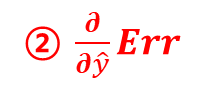 ② ∂/∂ŷ Err